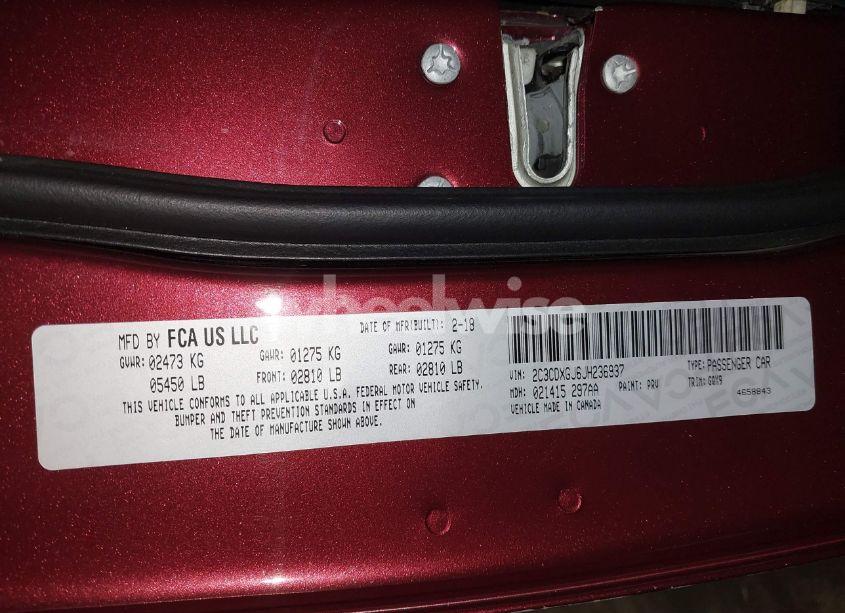 wheelwise
MFD BY FCA US LLC
DATE OF MFR(BUILT): 2-18
GVWR: 02473 KG GAWR: 01275 KG GAWR: 01275 KG
05450 LB FRONT: 02810 LB REAR: 02810 LB
THIS VEHICLE CONFORMS TO ALL APPLICABLE U.S.A. FEDERAL MOTOR VEHICLE SAFETY,
BUMPER AND THEFT PREVENTION STANDARDS IN EFFECT ON
THE DATE OF MANUFACTURE SHOWN ABOVE.
VIN: 2C3CDXGJ6JH236937 TYPE: PASSENGER CAR
MDH: 021415 297AA PAINT: PRV TRIM: GQM9
VEHICLE MADE IN CANADA 4658843